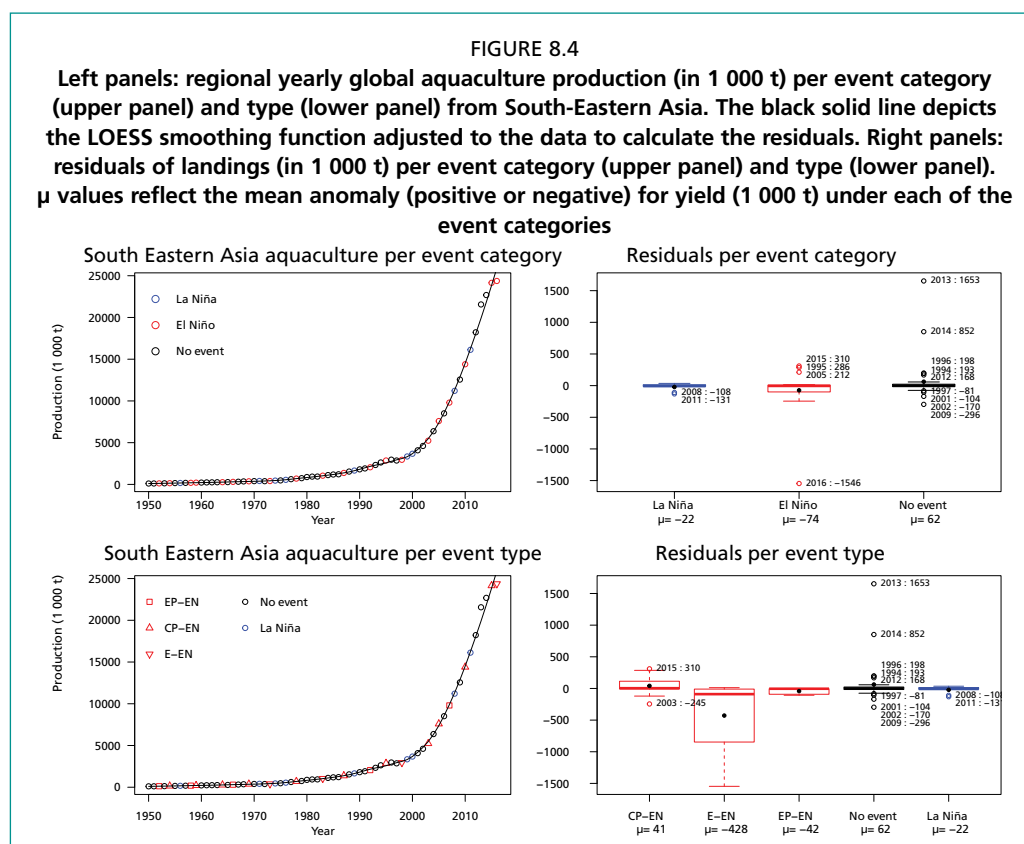 FIGURE 8.4
Left panels: regional yearly global aquaculture production (in 1 000 t) per event category
(upper panel) and type (lower panel) from South-Eastern Asia. The black solid line depicts
the LOESS smoothing function adjusted to the data to calculate the residuals. Right panels:
residuals of landings (in 1 000 t) per event category (upper panel) and type (lower panel).
µ values reflect the mean anomaly (positive or negative) for yield (1 000 t) under each of the
event categories
South Eastern Asia aquaculture per event category
Production (1 000 t)
25000
20000
15000
10000
5000
0
La Niña
El Niño
No event
1950 1960 1970 1980 1990 2000 2010
Year
Residuals per event category
1500
1000
500
0
−500
−1000
−1500
2008 : −108
2011 : −131
2015 : 310
1995 : 286
2005 : 212
2016 : −1546
2013 : 1653
2014 : 852
1996 : 198
1994 : 193
2012 : 168
1997 : −81
2001 : −104
2002 : −170
2009 : −296
La Niña El Niño No event
µ= −22 µ= −74 µ= 62
South Eastern Asia aquaculture per event type
Production (1 000 t)
25000
20000
15000
10000
5000
0
EP−EN No event
CP−EN La Niña
E−EN
1950 1960 1970 1980 1990 2000 2010
Year
Residuals per event type
1500
1000
500
0
−500
−1000
−1500
2015 : 310
2003 : −245
2013 : 1653
2014 : 852
1996 : 198
1994 : 193
2012 : 168
1997 : −81
2001 : −104
2002 : −170
2009 : −296
2008 : −108
2011 : −131
CP−EN E−EN EP−EN No event La Niña
µ= 41 µ= −428 µ= −42 µ= 62 µ= −22